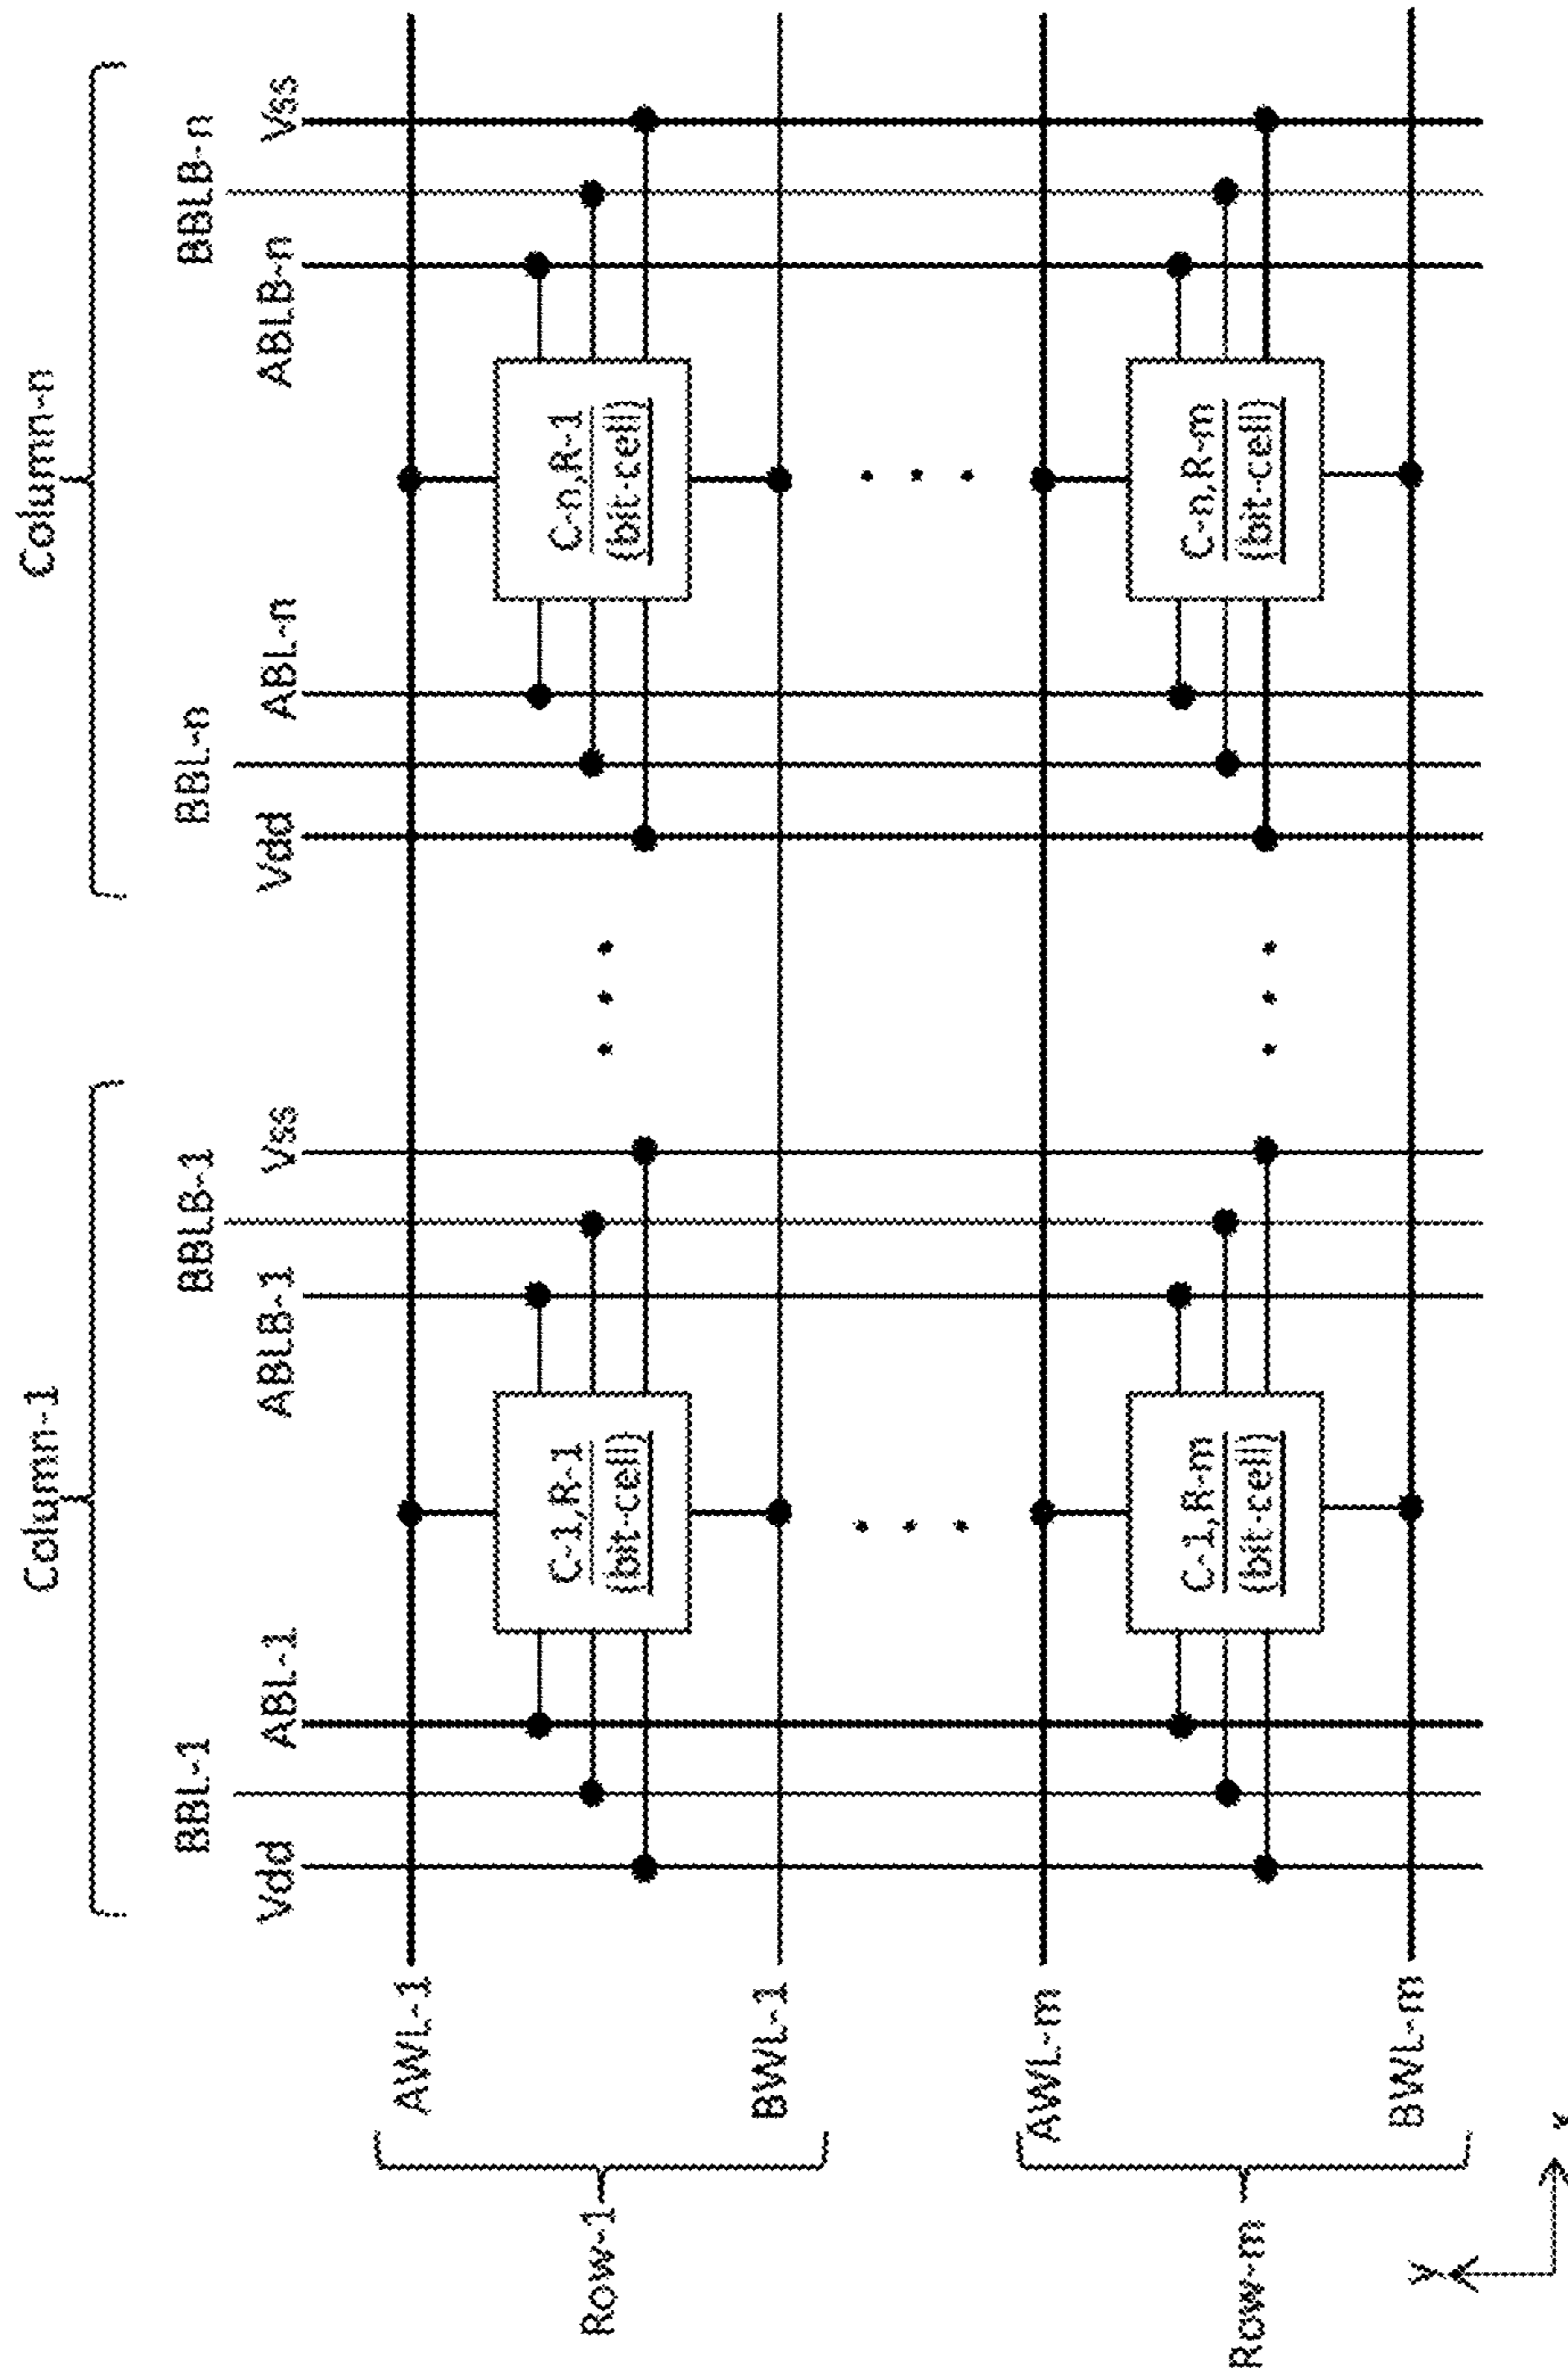 Column-1
Column-n
BBL-1
BBLB-1
BBL-n
BBLB-n
Vdd
ABL-1
ABLB-1
Vss
Vdd
ABL-n
ABLB-n
Vss
AWL-1
Row-1
C-1,R-1
(bit-cell)
C-n,R-1
(bit-cell)
BWL-1
AWL-m
Row-m
C-1,R-m
(bit-cell)
C-n,R-m
(bit-cell)
BWL-m
y
x